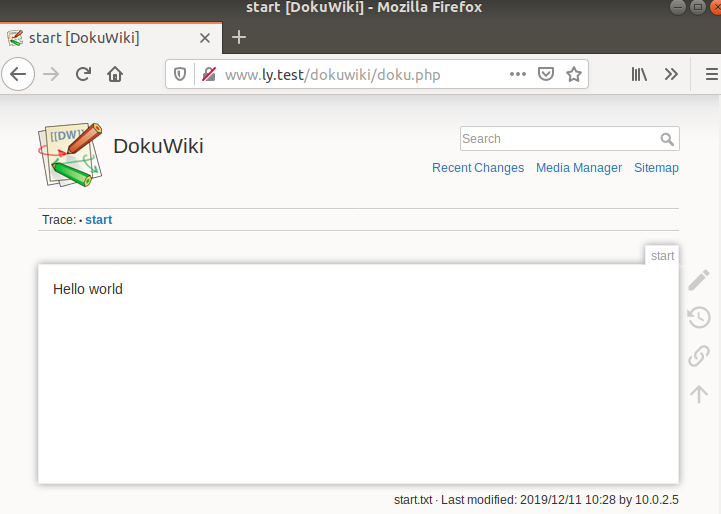 start [DokuWiki] - Mozilla Firefox
start [DokuWiki]
www.ly.test/dokuwiki/doku.php
[[DW]]
DokuWiki
Search
Recent Changes Media Manager Sitemap
Trace: • start
start
Hello world
start.txt · Last modified: 2019/12/11 10:28 by 10.0.2.5